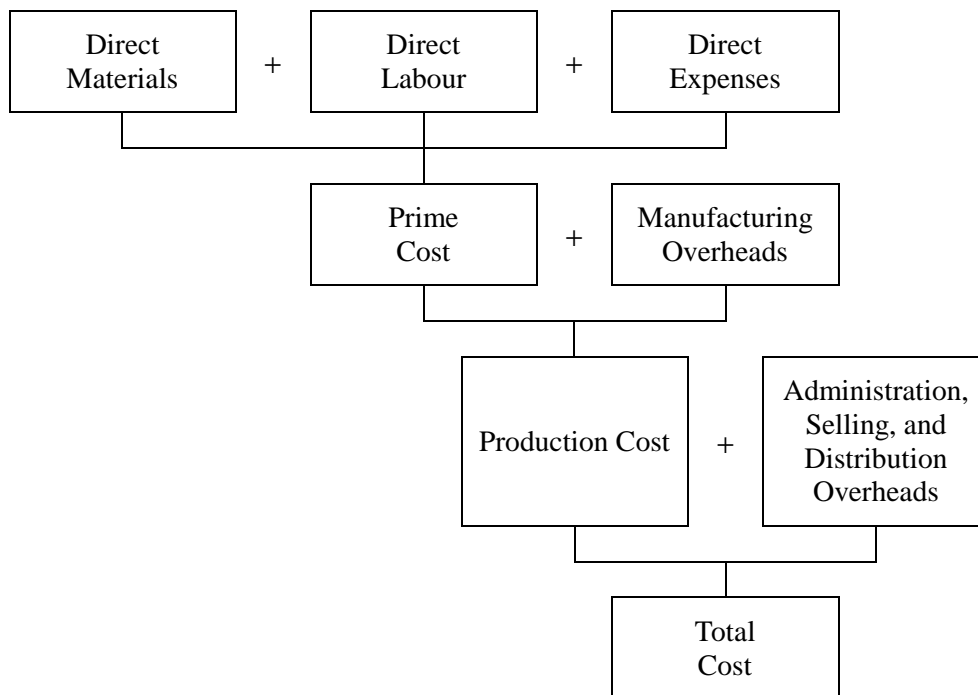 Direct
Materials
+
Direct
Labour
+
Direct
Expenses
Prime
Cost
+
Manufacturing
Overheads
Production Cost
+
Administration,
Selling, and
Distribution
Overheads
Total
Cost